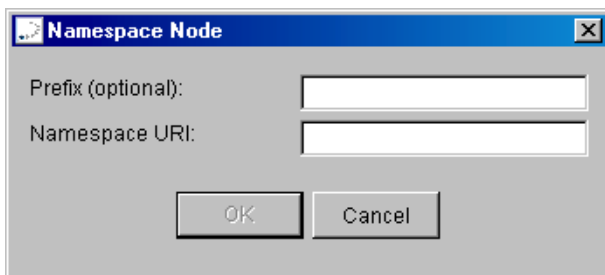 Namespace Node
Prefix (optional):
Namespace URI:
OK Cancel